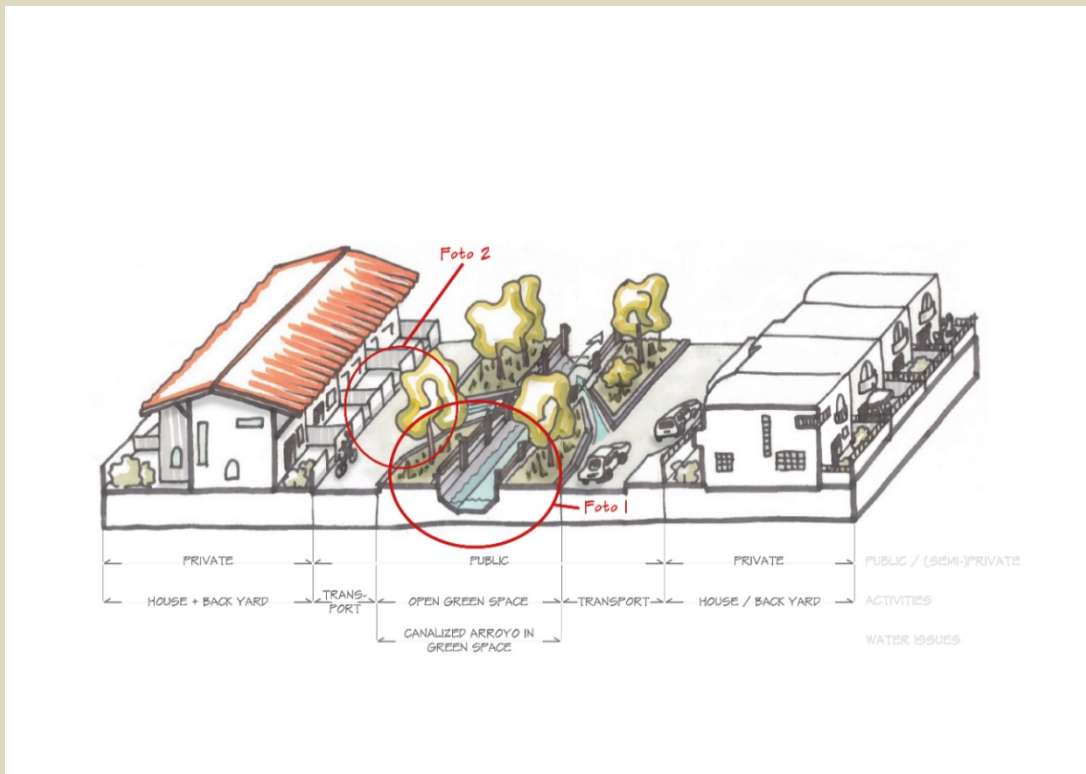 Foto 2
Foto 1
PRIVATE
PUBLIC
PRIVATE
PUBLIC / (SEMI-)PRIVATE
HOUSE + BACK YARD
TRANS-
PORT
OPEN GREEN SPACE
TRANSPORT
HOUSE / BACK YARD
ACTIVITIES
CANALIZED ARROYO IN
GREEN SPACE
WATER ISSUES